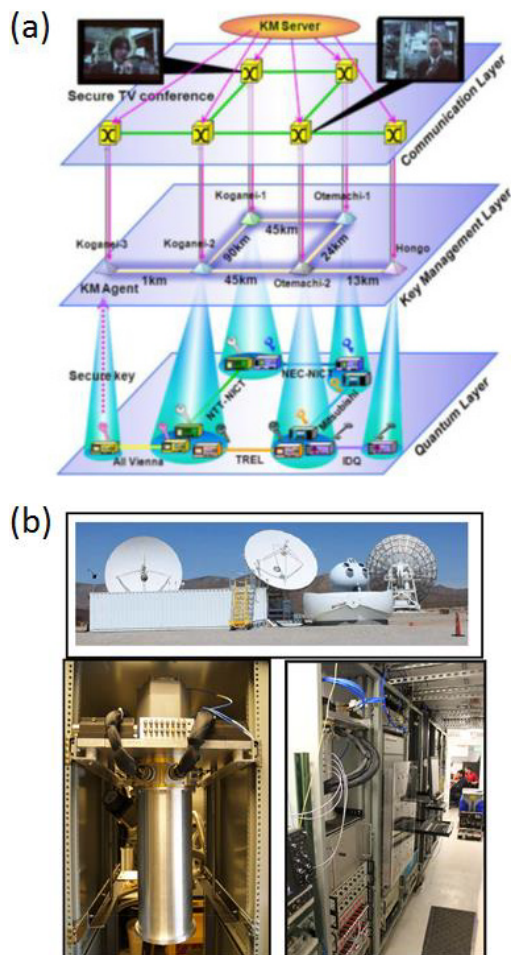 (a)
KM Server
Secure TV conference
Communication Layer
Koganei-1
Otemachi-1
45km
Koganei-3
Koganei-2
90km
24km
Hongo
KM Agent
1km
45km
Otemachi-2
13km
Key Management Layer
Secure key
NEC-NICT
NTT-NICT
Mitsubishi
All Vienna
TREL
IDQ
Quantum Layer
(b)